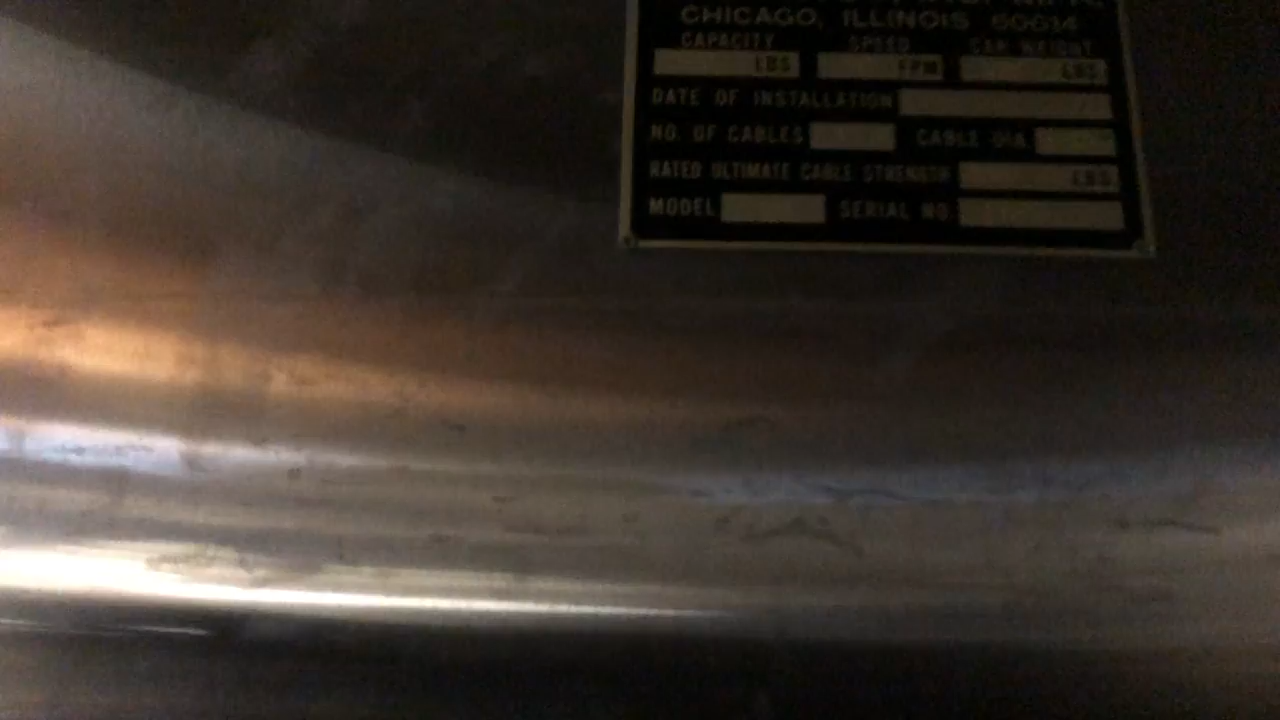 CHICAGO, ILLINOIS 60614
CAPACITY SPEED CAR WEIGHT
LBS FPM LBS
DATE OF INSTALLATION
NO. OF CABLES CABLE DIA.
RATED ULTIMATE CABLE STRENGTH LBS
MODEL SERIAL NO.